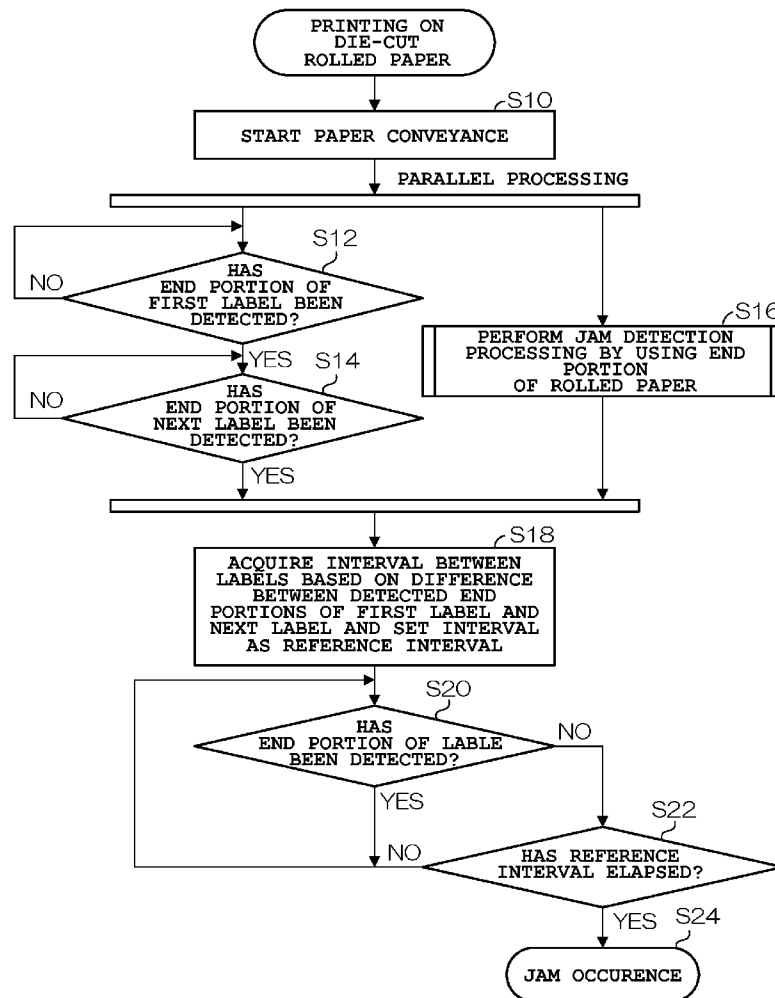 PRINTING ON
DIE-CUT
ROLLED PAPER
S10
START PAPER CONVEYANCE
PARALLEL PROCESSING
S12
HAS
END PORTION OF
FIRST LABEL BEEN
DETECTED?
NO
YES
S14
HAS
END PORTION OF
NEXT LABEL BEEN
DETECTED?
NO
YES
S16
PERFORM JAM DETECTION
PROCESSING BY USING END
PORTION
OF ROLLED PAPER
S18
ACQUIRE INTERVAL BETWEEN
LABELS BASED ON DIFFERENCE
BETWEEN DETECTED END
PORTIONS OF FIRST LABEL AND
NEXT LABEL AND SET INTERVAL
AS REFERENCE INTERVAL
S20
HAS
END PORTION OF LABLE
BEEN DETECTED?
NO
YES
S22
HAS REFERENCE
INTERVAL ELAPSED?
NO
YES
S24
JAM OCCURENCE